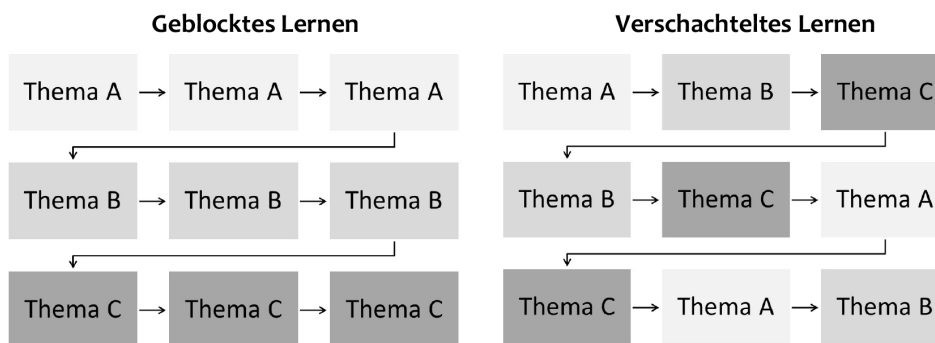 Geblocktes Lernen
Thema A → Thema A → Thema A
Thema B → Thema B → Thema B
Thema C → Thema C → Thema C
Verschachteltes Lernen
Thema A → Thema B → Thema C
Thema B → Thema C → Thema A
Thema C → Thema A → Thema B